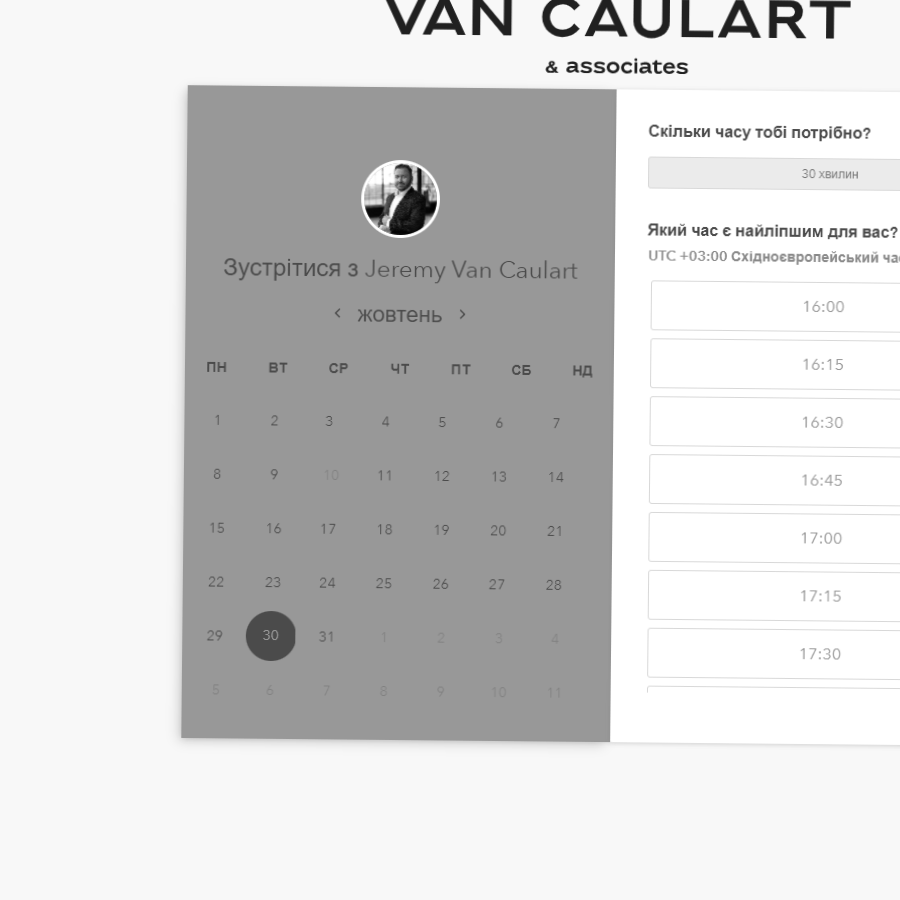 VAN CAULART
& associates
Зустрітися з Jeremy Van Caulart
жовтень
ПН ВТ СР ЧТ ПТ СБ НД
1 2 3 4 5 6 7
8 9 10 11 12 13 14
15 16 17 18 19 20 21
22 23 24 25 26 27 28
29 30 31 1 2 3 4
5 6 7 8 9 10 11
Скільки часу тобі потрібно?
30 хвилин
Який час є найліпшим для вас?
UTC +03:00 Східноєвропейський
16:00
16:15
16:30
16:45
17:00
17:15
17:30